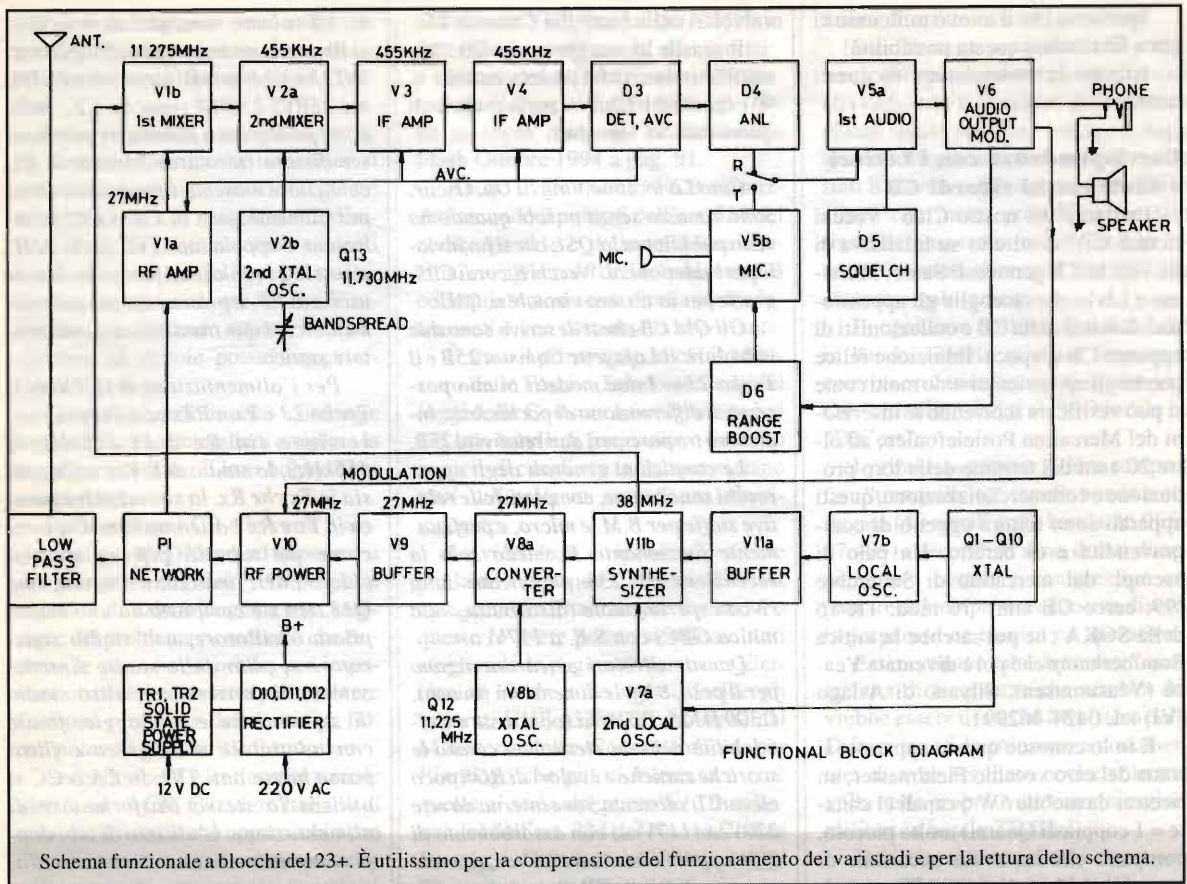 ANT.
11 275MHz
455KHz
455KHz
455KHz
V1b
1st MIXER
V 2a
2nd MIXER
V 3
IF AMP
V 4
IF AMP
D 3
DET, AVC
D4
ANL
V5a
1st AUDIO
V6
AUDIO
OUTPUT
MOD.
PHONE
SPEAKER
AVC.
R
T
27MHz
V1a
RF AMP
V2b
2nd XTAL
OSC.
Q13
11,730MHz
BANDSPREAD
MIC.
V5b
MIC.
D5
SQUELCH
D6
RANGE
BOOST
MODULATION
27MHz
27MHz
27MHz
38 MHz
LOW
PASS
FILTER
PI
NETWORK
V10
RF POWER
V9
BUFFER
V8a
CONVER-
TER
V11b
SYNTHE-
SIZER
V11a
BUFFER
V7b
LOCAL
OSC.
Q1-Q10
XTAL
B+
TR1, TR2
SOLID
STATE
POWER
SUPPLY
D10,D11,D12
RECTIFIER
Q12
11,275
MHz
V8b
XTAL
OSC.
V7a
2nd LOCAL
OSC.
12 V DC
220 V AC
FUNCTIONAL BLOCK DIAGRAM
Schema funzionale a blocchi del 23+. È utilissimo per la comprensione del funzionamento dei vari stadi e per la lettura dello schema.